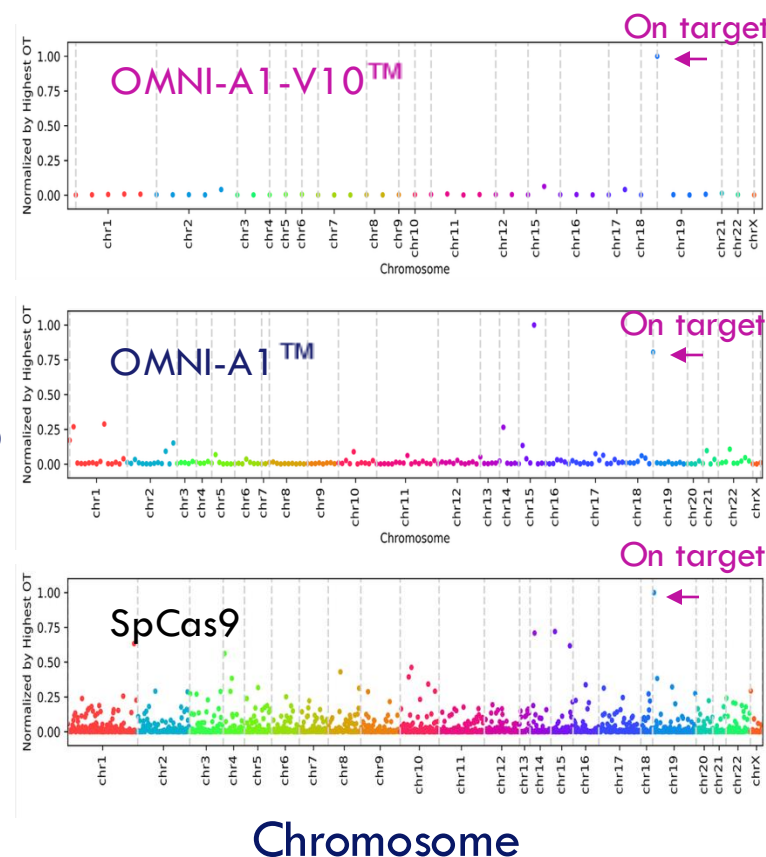 On target
OMNI-A1-V10™
Normalized by Highest OT
1.00
0.75
0.50
0.25
0.00
chr1
chr2
chr3
chr4
chr5
chr6
chr7
chr8
chr9
chr10
chr11
chr12
chr15
chr16
chr17
chr18
chr19
chr21
chr22
chrX
Chromosome
On target
OMNI-A1™
Normalized by Highest OT
1.00
0.75
0.50
0.25
0.00
chr1
chr2
chr3
chr4
chr5
chr6
chr7
chr8
chr9
chr10
chr11
chr12
chr13
chr14
chr15
chr16
chr17
chr18
chr19
chr20
chr21
chr22
chrX
Chromosome
On target
SpCas9
Normalized by Highest OT
1.00
0.75
0.50
0.25
0.00
chr1
chr2
chr3
chr4
chr5
chr6
chr7
chr8
chr9
chr10
chr11
chr12
chr13
chr14
chr15
chr16
chr17
chr18
chr19
chr20
chr21
chr22
chrX
Chromosome